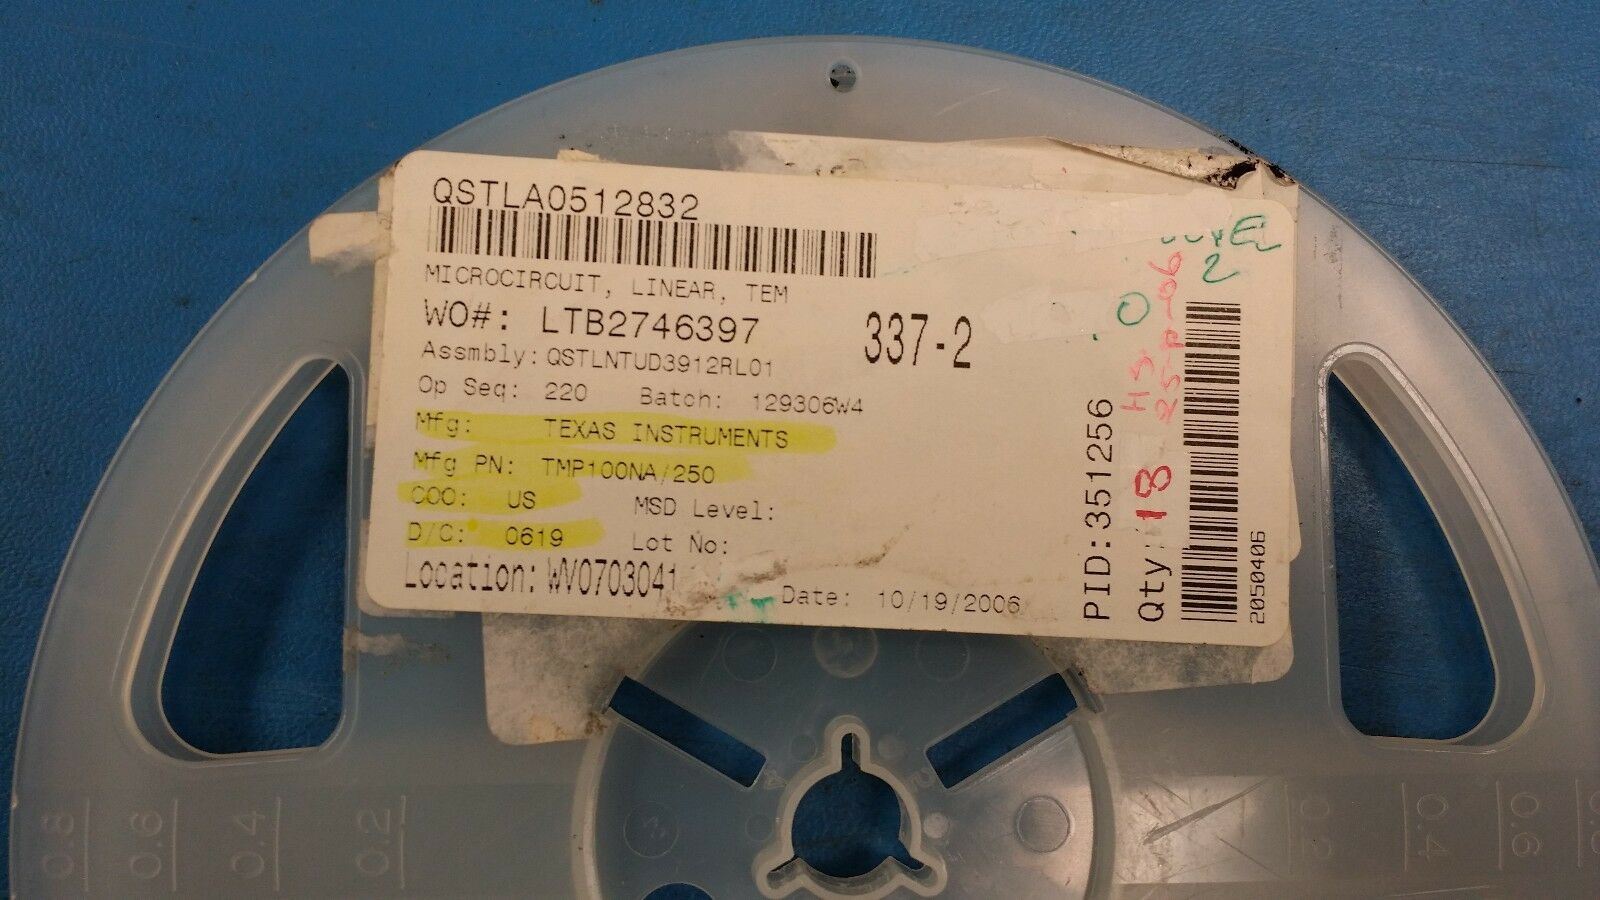 QSTLA0512832
MICROCIRCUIT, LINEAR, TEM
WO#: LTB2746397
337-2
Assmbly: QSTLNTUD3912RL01
Op Seq: 220 Batch: 129306W4
Mfg: TEXAS INSTRUMENTS
Mfg PN: TMP100NA/250
COO: US MSD Level:
D/C: 0619 Lot No:
Location: WV0703041
Date: 10/19/2006
PID: 351256
Qty: 18
2050406
2
0
0.8
0.6
0.4
0.2
0.2
0.4
0.6